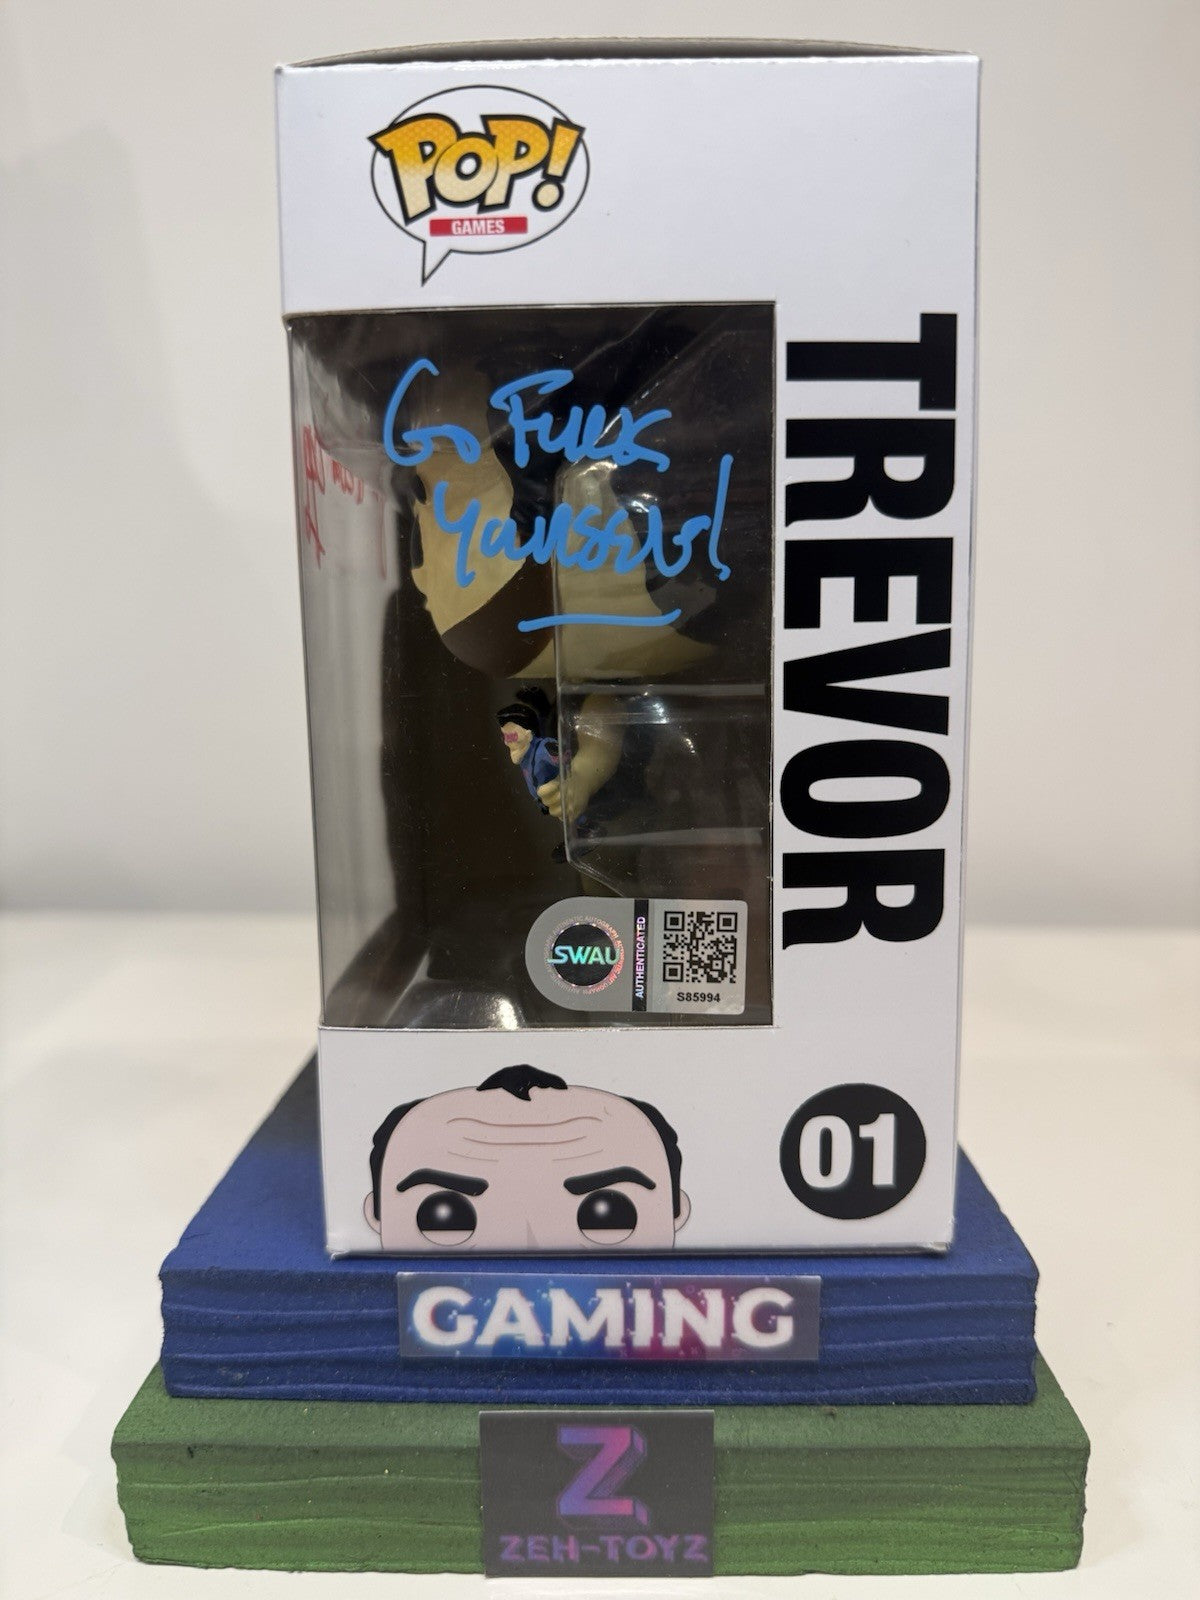 POP!
GAMES
Go Fuck
Yourself!
TREVOR
SWAU
AUTHENTICATED
S85994
01
GAMING
Z
ZEH-TOYZ